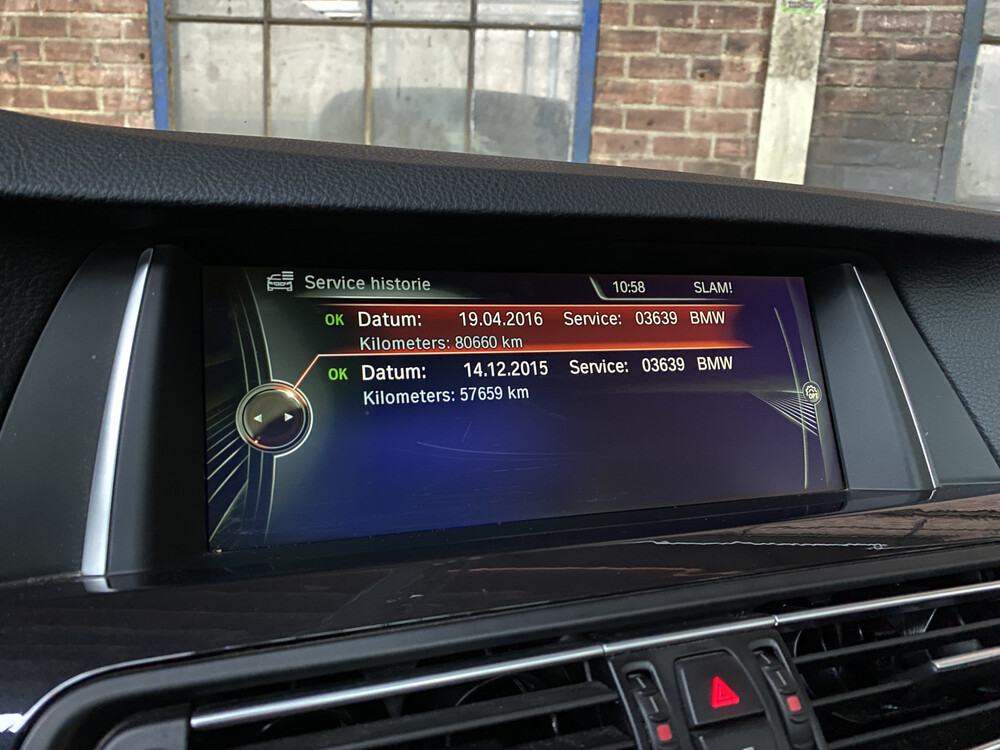 Service historie 10:58 SLAM!
OK Datum: 19.04.2016 Service: 03639 BMW
Kilometers: 80660 km
OK Datum: 14.12.2015 Service: 03639 BMW
Kilometers: 57659 km